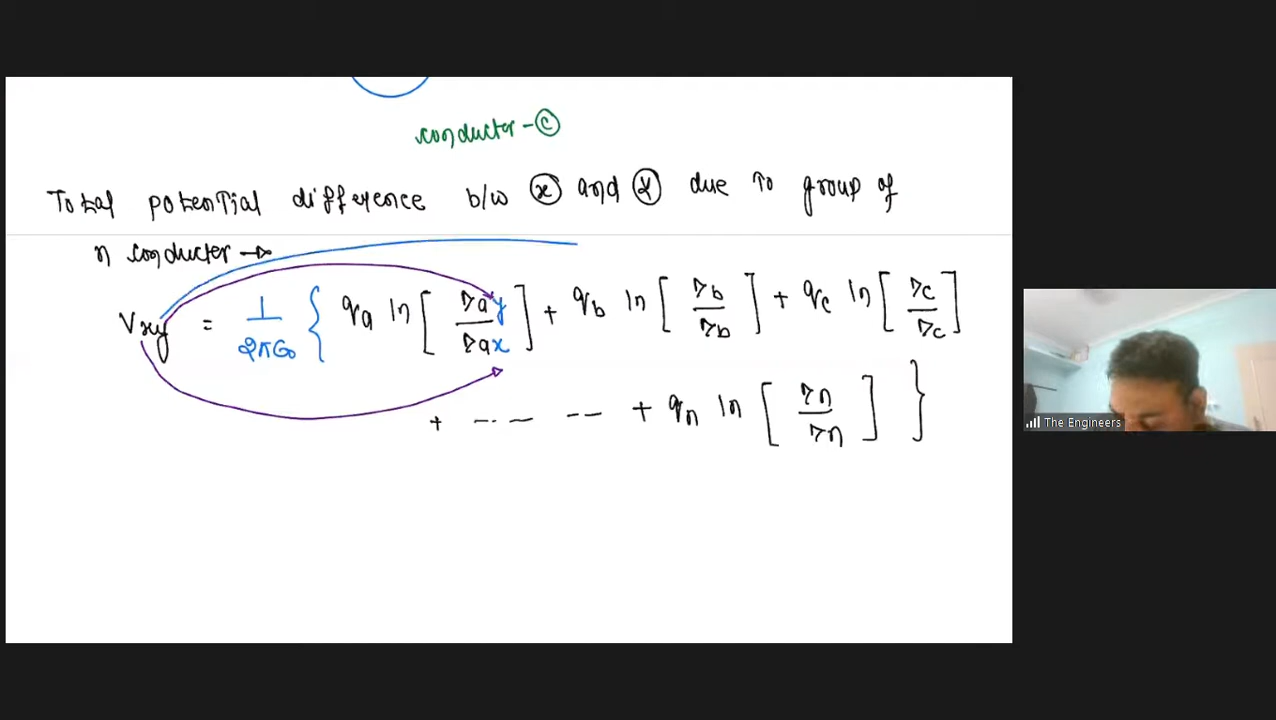 conductor - ⓒ
Total potential difference b/w ⓧ and ⓨ due to group of
n conductor →
Vxy = 1/2πϵ₀ { qa ln [ ray / rax ] + qb ln [ rb / rb ] + qc ln [ rc / rc ]
+ ---- -- + qn ln [ rn / rn ] }
The Engineers